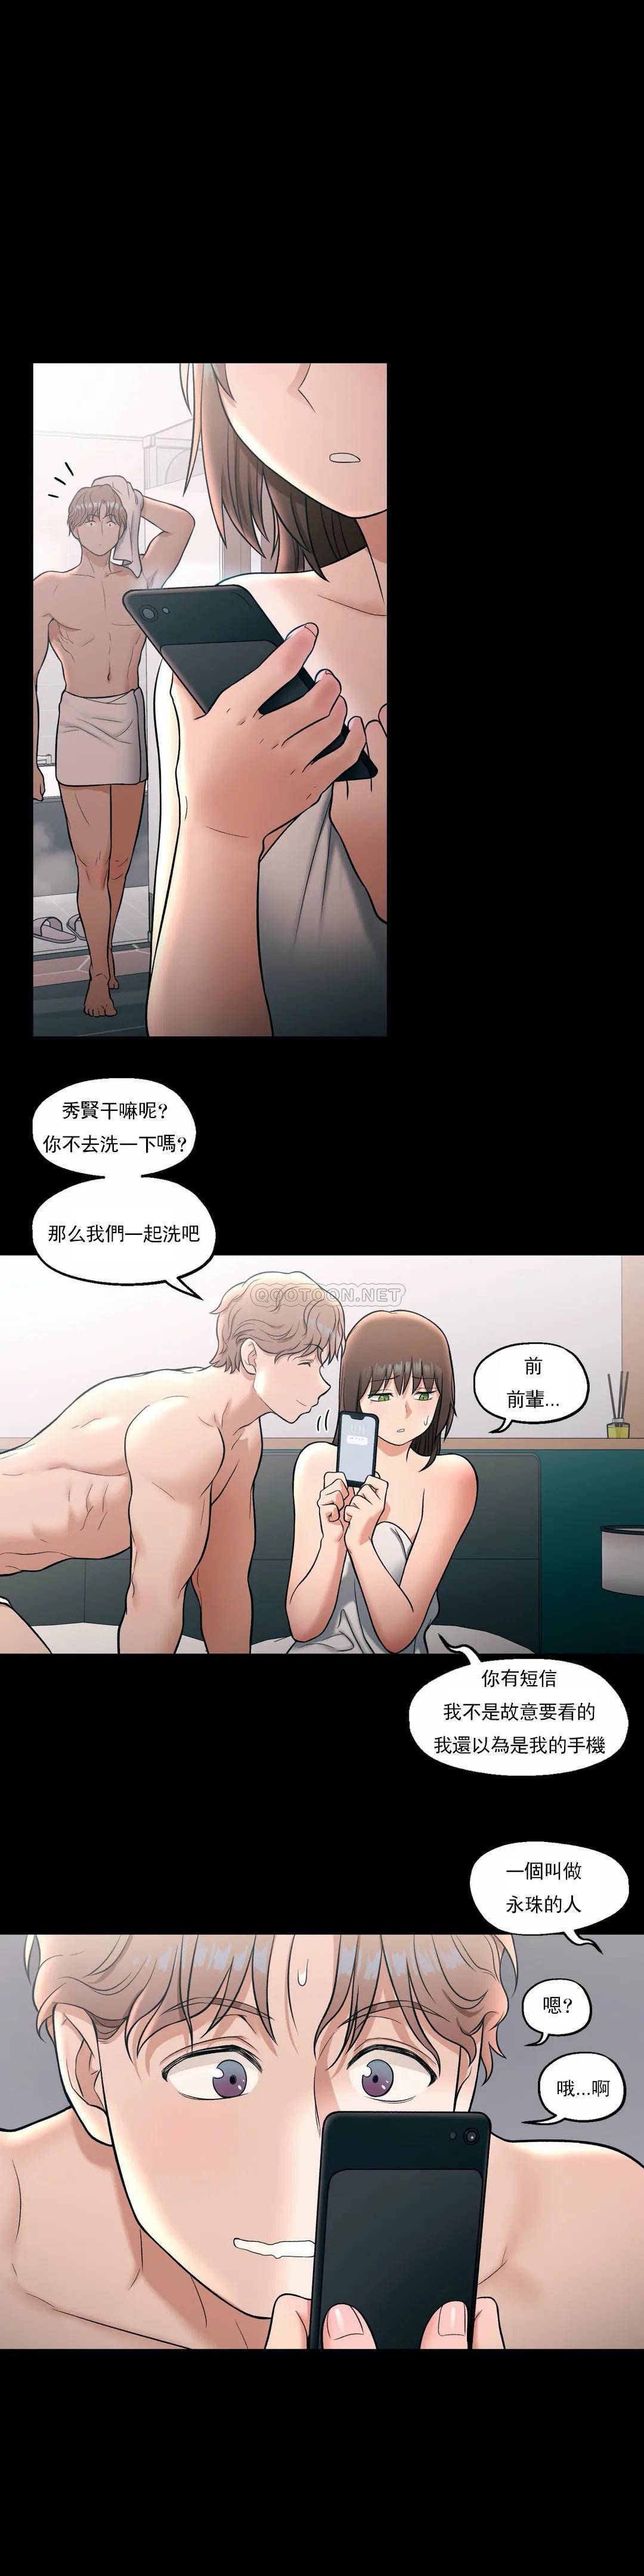 秀賢干嘛呢?
你不去洗一下嗎?
那么我們一起洗吧
QOOTOON.NET
前
前輩...
你有短信
我不是故意要看的
我還以為是我的手機
一個叫做
永珠的人
嗯?
哦...啊